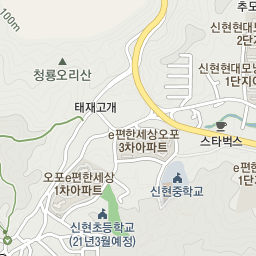 100m
추모
신현현대모닝
2단지
청룡오리산
신현현대모닝
1단지아
태재고개
e편한세상오포
3차아파트
스타벅스
오포e편한세상
1차아파트
신현중학교
e편한
1단
신현초등학교
(21년3월예정)